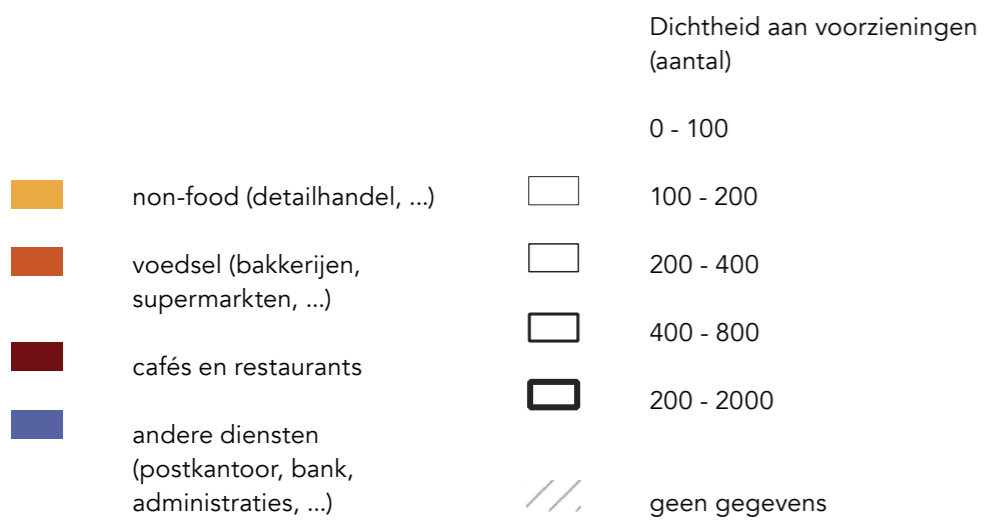 non-food (detailhandel, ...)
voedsel (bakkerijen,
supermarkten, ...)
cafés en restaurants
andere diensten
(postkantoor, bank,
administraties, ...)
Dichtheid aan voorzieningen
(aantal)
0 - 100
100 - 200
200 - 400
400 - 800
200 - 2000
geen gegevens